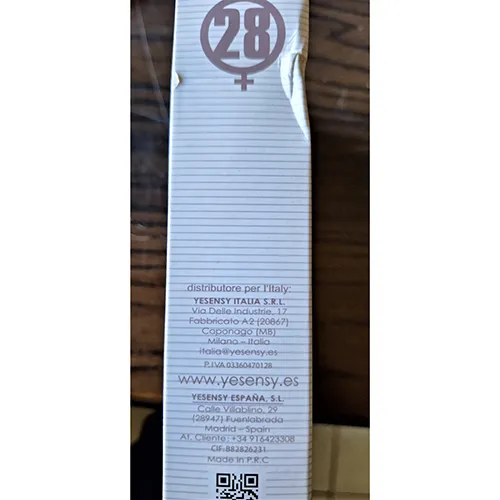 28
distributore per l'Italy:
YESENSY ITALIA S.R.L.
Via Delle Industrie, 17
Fabbricato A2 (20867)
Caponago (MB)
Milano – Italia
italia@yesensy.es
P.IVA 03360470128
www.yesensy.es
YESENSY ESPAÑA, S.L.
Calle Villablino, 29
(28947) Fuenlabrada
Madrid – Spain
At. Cliente: +34 916423308
CIF: B82826231
Made in P.R.C